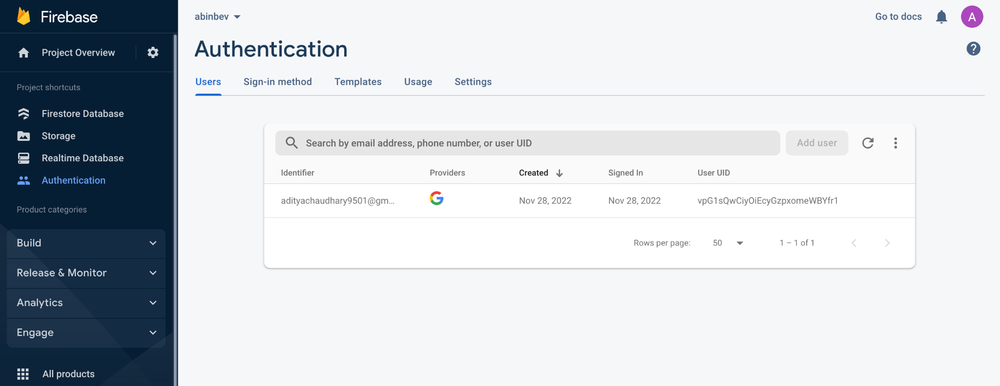 Firebase
Project Overview
Project shortcuts
Firestore Database
Storage
Realtime Database
Authentication
Product categories
Build
Release & Monitor
Analytics
Engage
All products
abinbev
Go to docs
A
Authentication
?
Users Sign-in method Templates Usage Settings
Search by email address, phone number, or user UID
Add user
Identifier Providers Created Signed In User UID
adityachaudhary9501@gm... Nov 28, 2022 Nov 28, 2022 vpG1sQwCiyOiEcyGzpxomeWBYfr1
Rows per page: 50 1 – 1 of 1